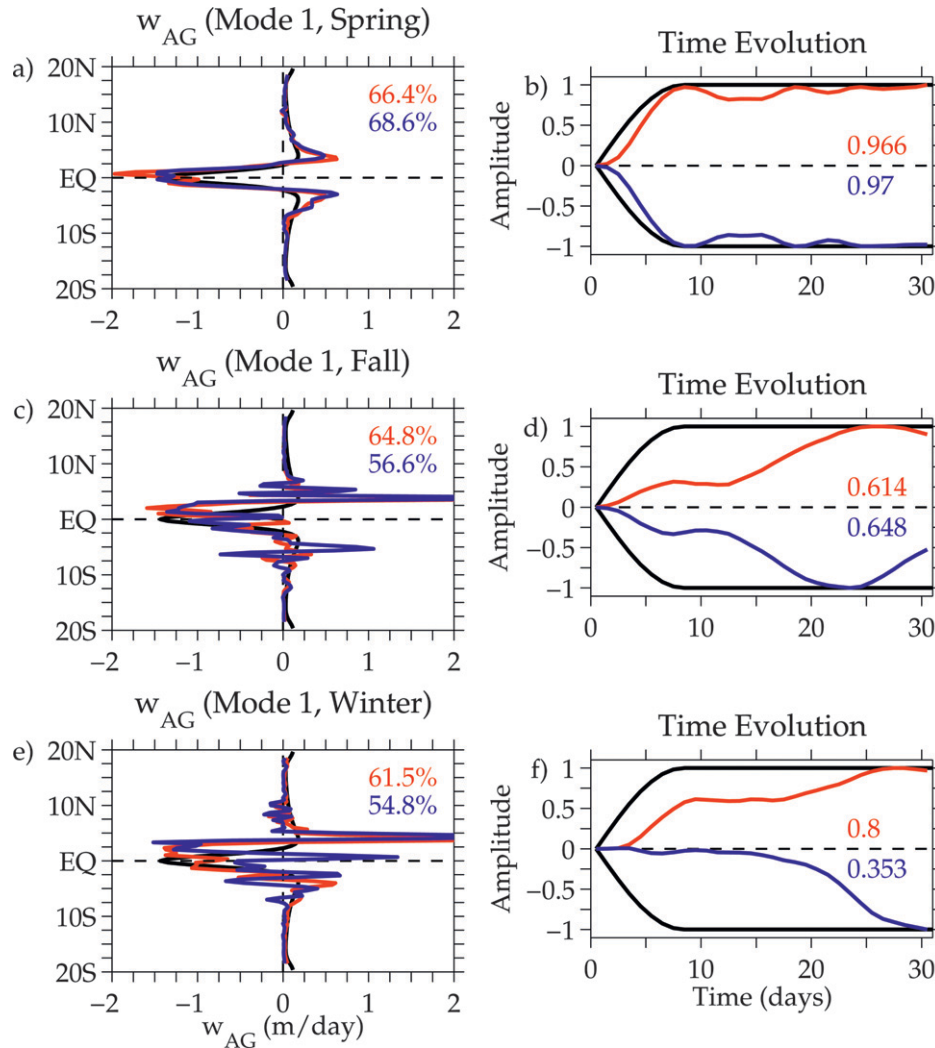 w_AG (Mode 1, Spring)
Time Evolution
a)
20N
10N
EQ
10S
20S
66.4%
68.6%
−2
−1
0
1
2
b)
1
0.5
0
−0.5
−1
Amplitude
0.966
0.97
0
10
20
30
w_AG (Mode 1, Fall)
Time Evolution
c)
20N
10N
EQ
10S
20S
64.8%
56.6%
−2
−1
0
1
2
d)
1
0.5
0
−0.5
−1
Amplitude
0.614
0.648
0
10
20
30
w_AG (Mode 1, Winter)
Time Evolution
e)
20N
10N
EQ
10S
20S
61.5%
54.8%
−2
−1
0
1
2
w_AG (m/day)
f)
1
0.5
0
−0.5
−1
Amplitude
0.8
0.353
0
10
20
30
Time (days)